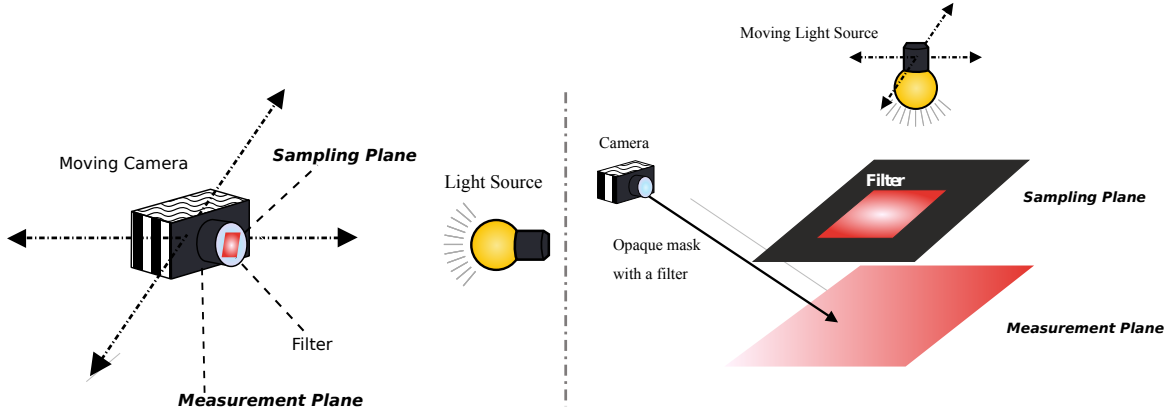 Moving Camera
Sampling Plane
Light Source
Filter
Measurement Plane
Moving Light Source
Camera
Filter
Sampling Plane
Opaque mask
with a filter
Measurement Plane